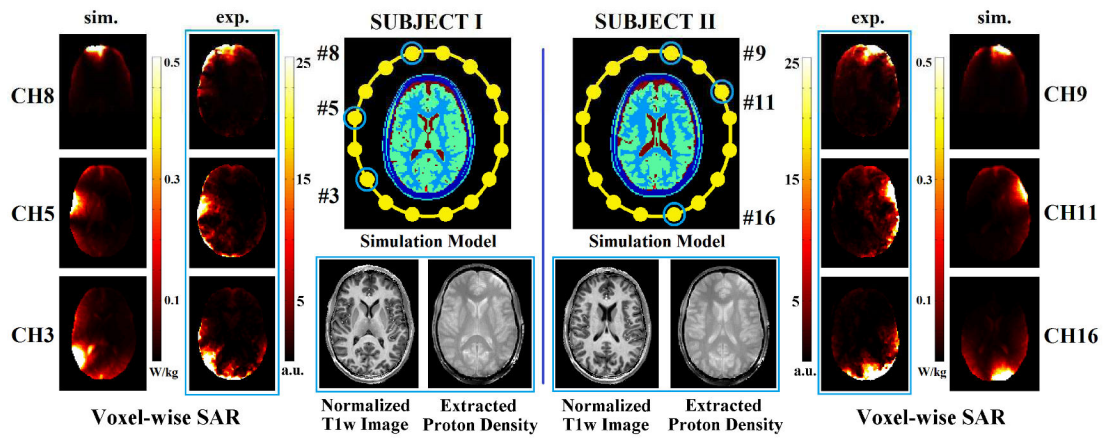 sim.
exp.
SUBJECT I
SUBJECT II
exp.
sim.
CH8
0.5
25
#8
#9
25
0.5
CH9
#5
#11
CH5
0.3
15
#3
#16
15
0.3
CH11
Simulation Model
Simulation Model
CH3
0.1
5
5
0.1
CH16
W/kg
a.u.
a.u.
W/kg
Voxel-wise SAR
Normalized
T1w Image
Extracted
Proton Density
Normalized
T1w Image
Extracted
Proton Density
Voxel-wise SAR